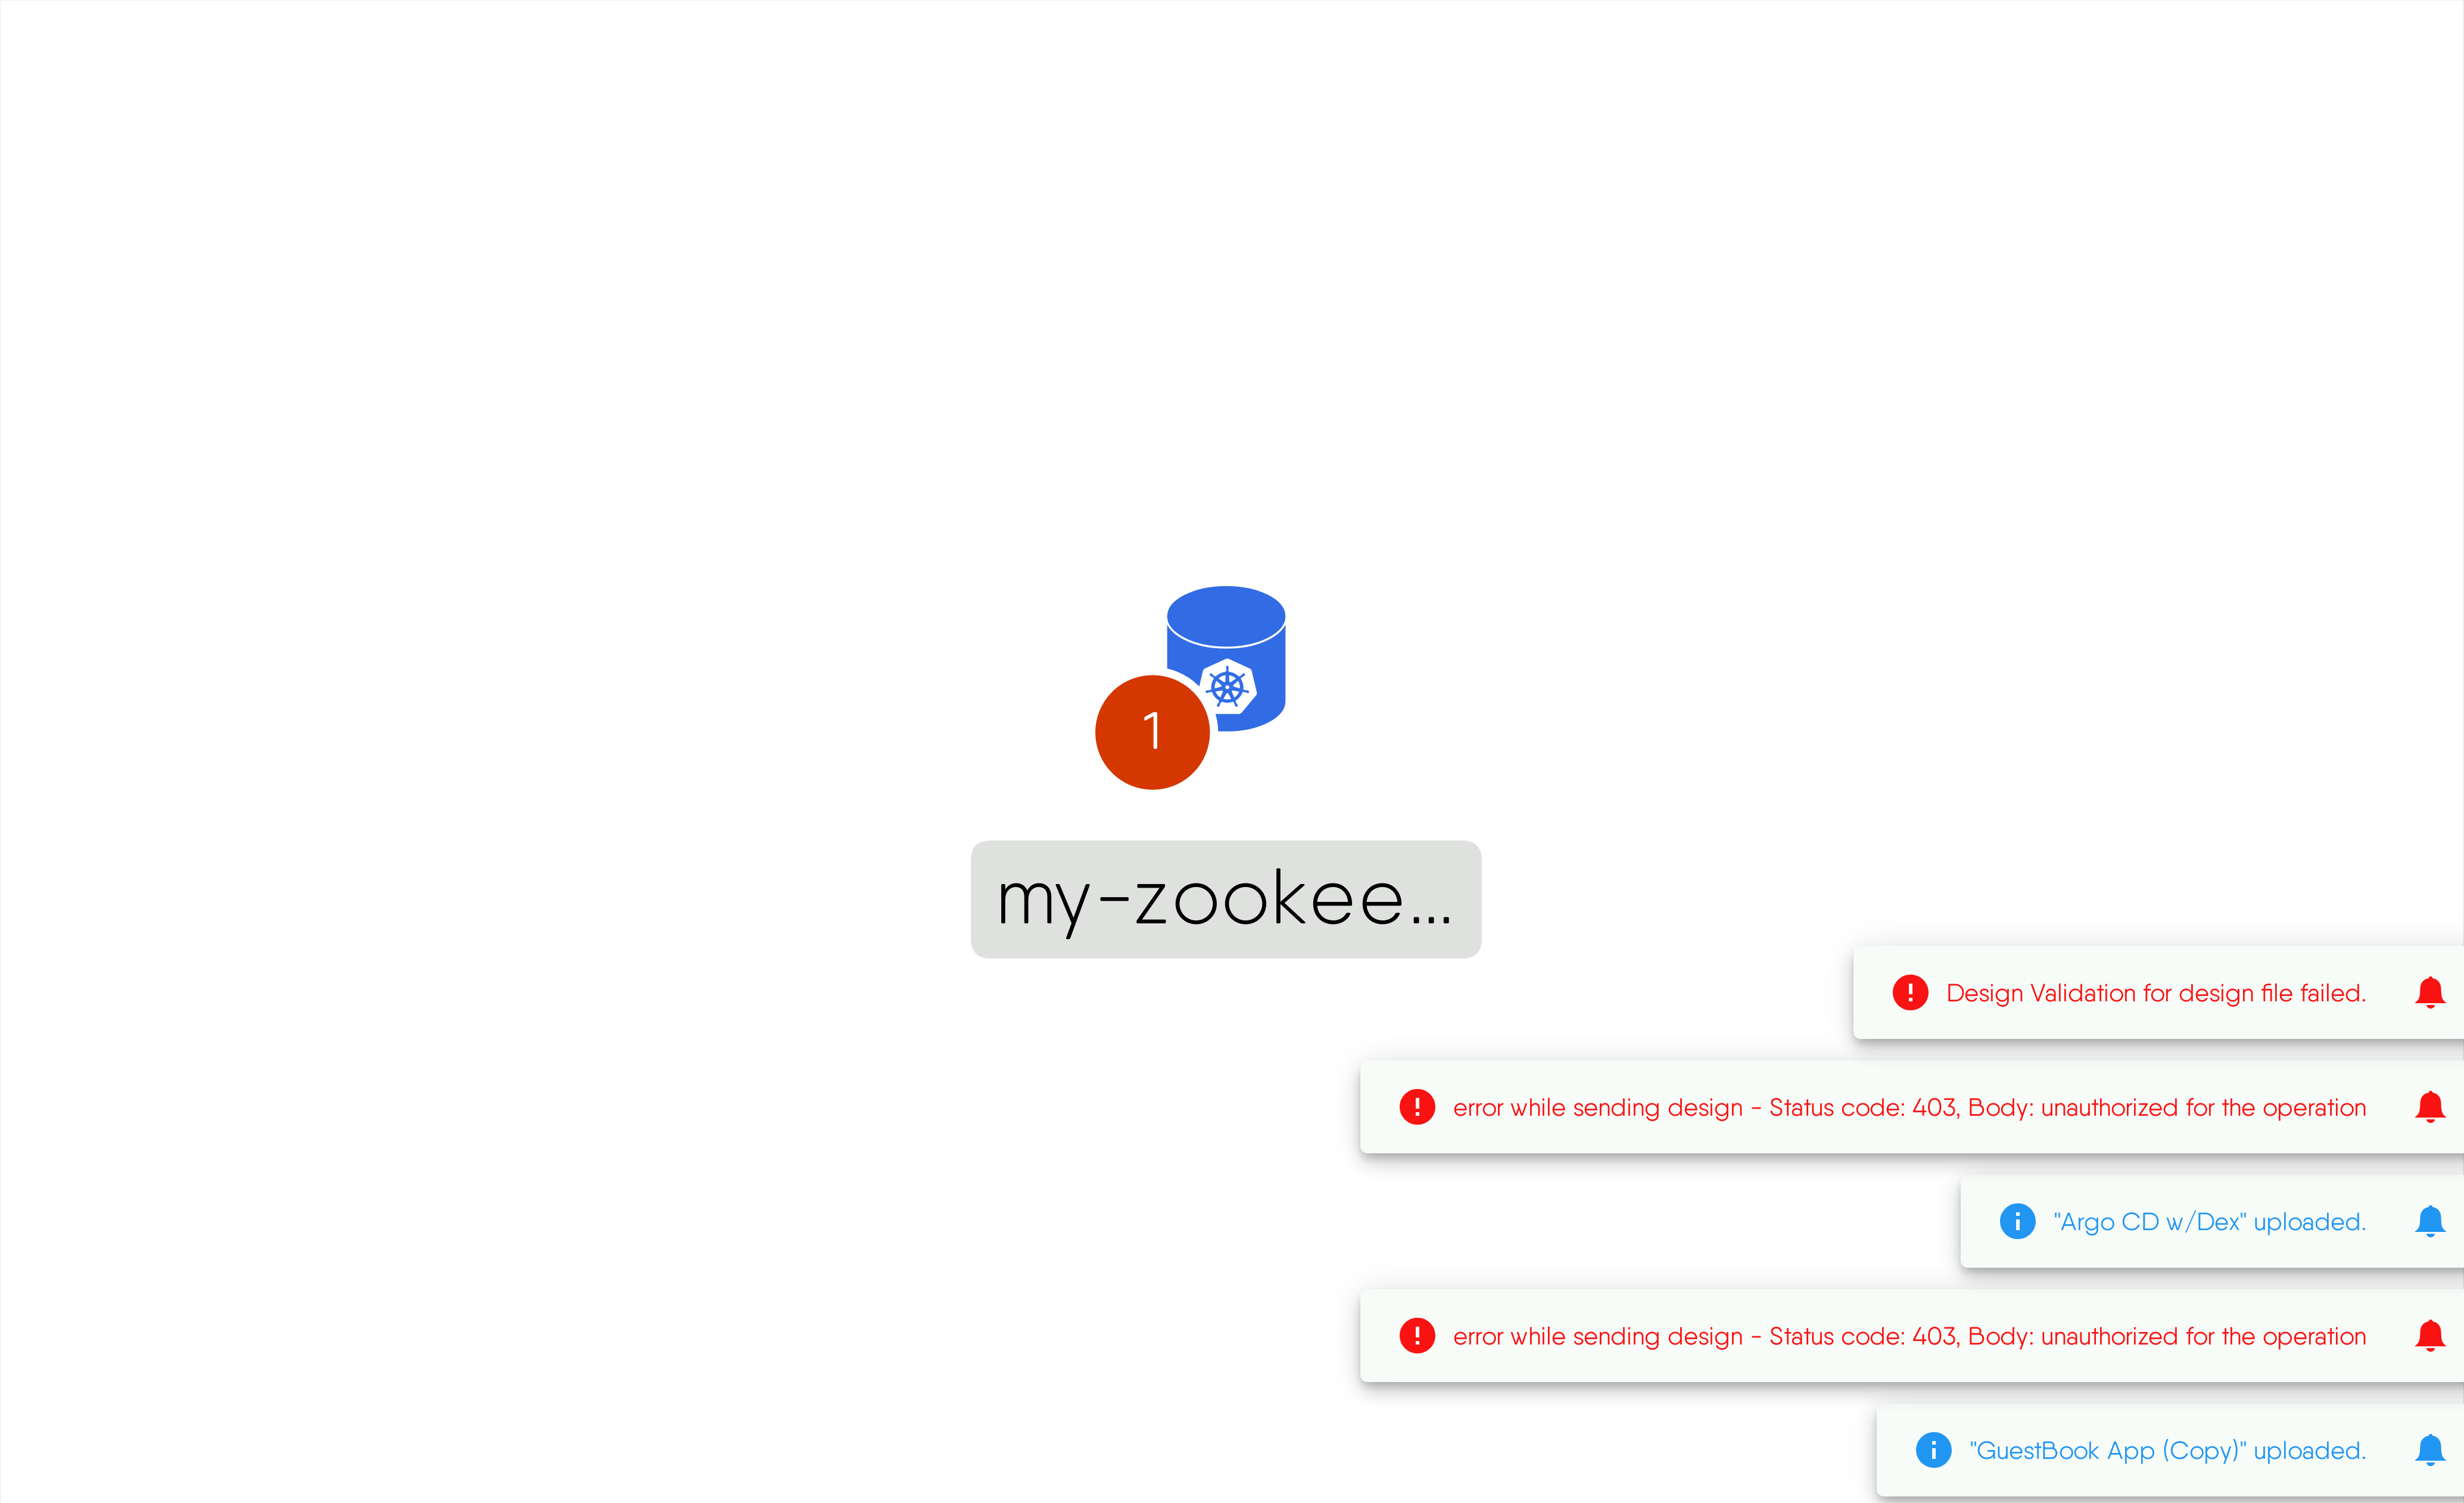 1
my-zookee...
Design Validation for design file failed.
error while sending design - Status code: 403, Body: unauthorized for the operation
"Argo CD w/Dex" uploaded.
error while sending design - Status code: 403, Body: unauthorized for the operation
"GuestBook App (Copy)" uploaded.